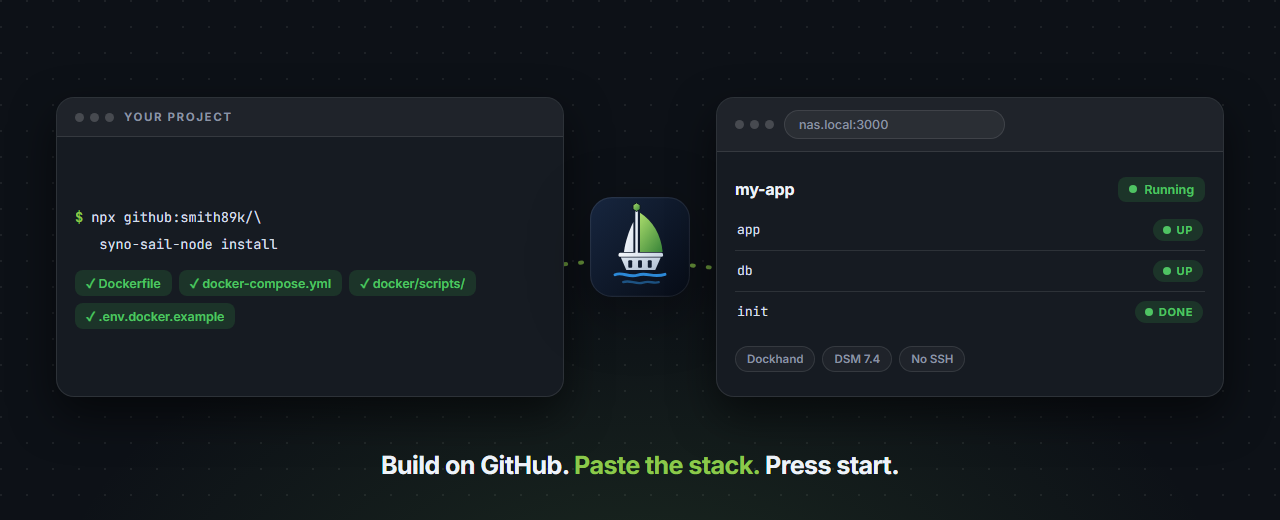 YOUR PROJECT
$ npx github:smith89k/\
syno-sail-node install
✓ Dockerfile ✓ docker-compose.yml ✓ docker/scripts/
✓ .env.docker.example
nas.local:3000
my-app Running
app UP
db UP
init DONE
Dockhand DSM 7.4 No SSH
Build on GitHub. Paste the stack. Press start.